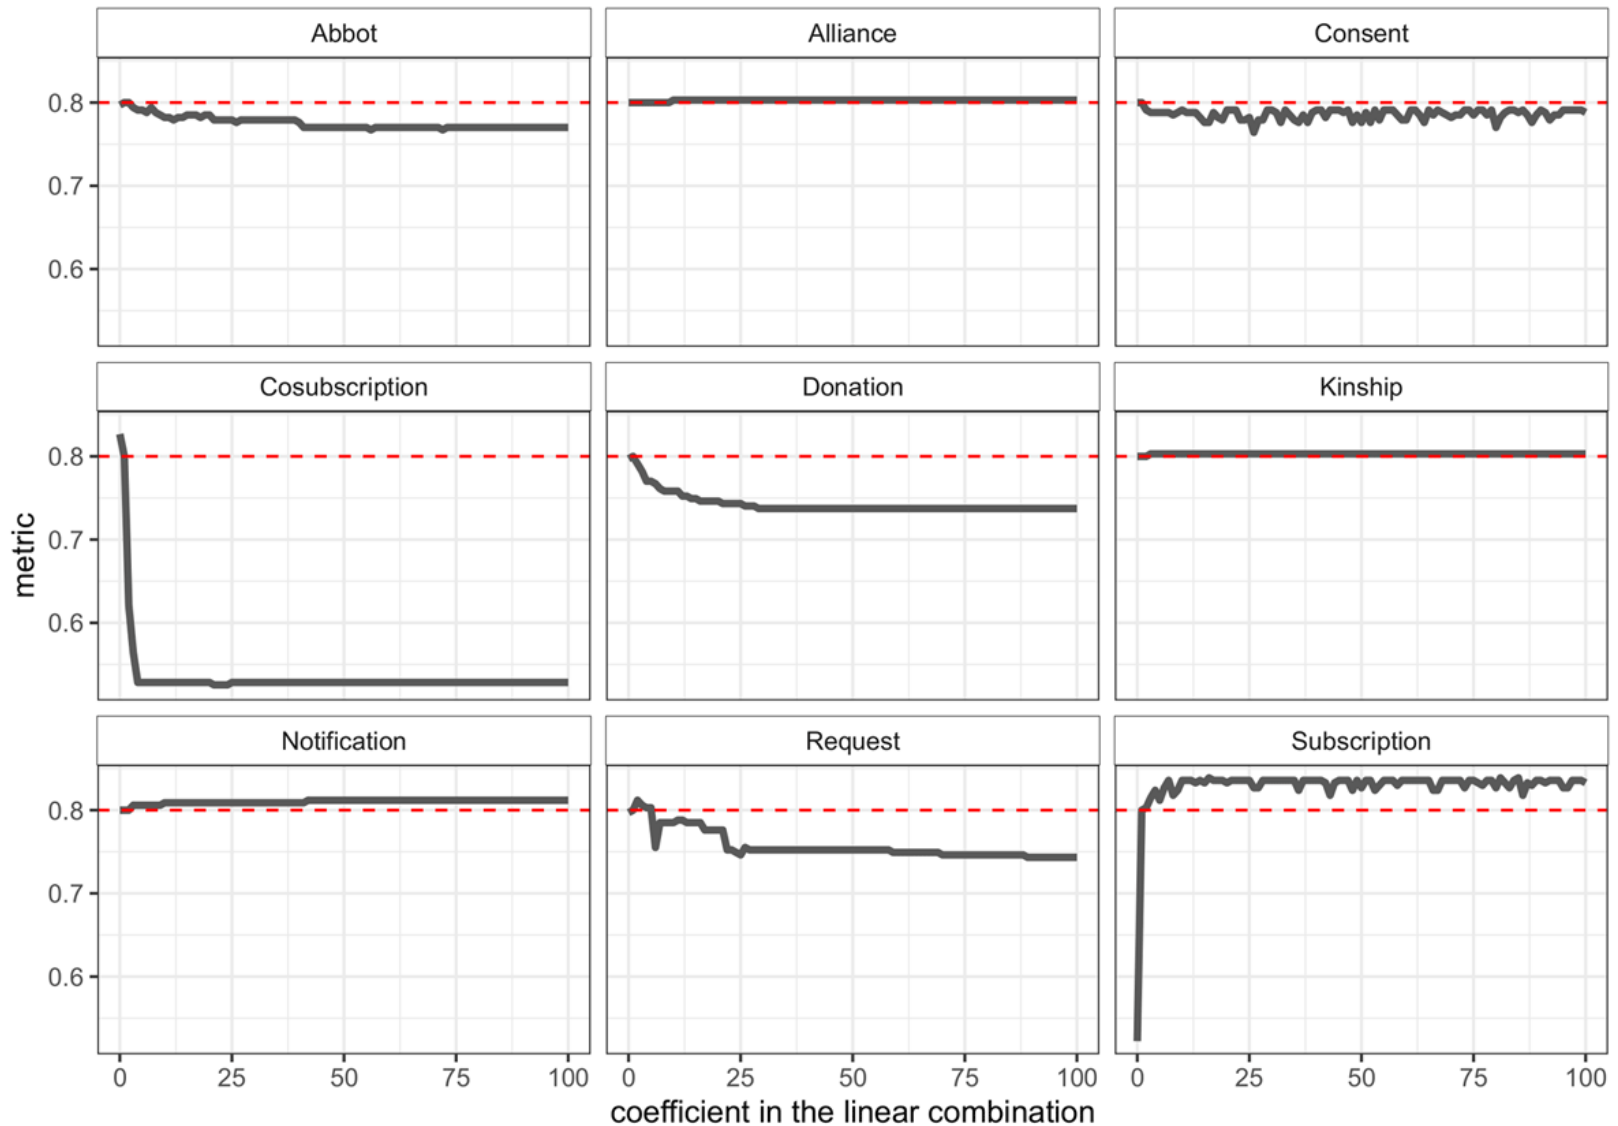 Abbot
Alliance
Consent
0.8
0.7
0.6
Cosubscription
Donation
Kinship
0.8
0.7
0.6
metric
Notification
Request
Subscription
0.8
0.7
0.6
0 25 50 75 100
0 25 50 75 100
0 25 50 75 100
coefficient in the linear combination